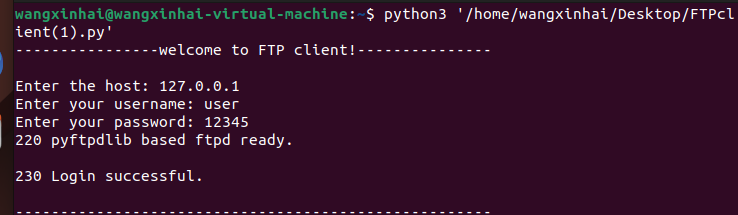 wangxinhai@wangxinhai-virtual-machine:~$ python3 '/home/wangxinhai/Desktop/FTPcl
ient(1).py'
----------------welcome to FTP client!---------------
Enter the host: 127.0.0.1
Enter your username: user
Enter your password: 12345
220 pyftpdlib based ftpd ready.
230 Login successful.
-----------------------------------------------------